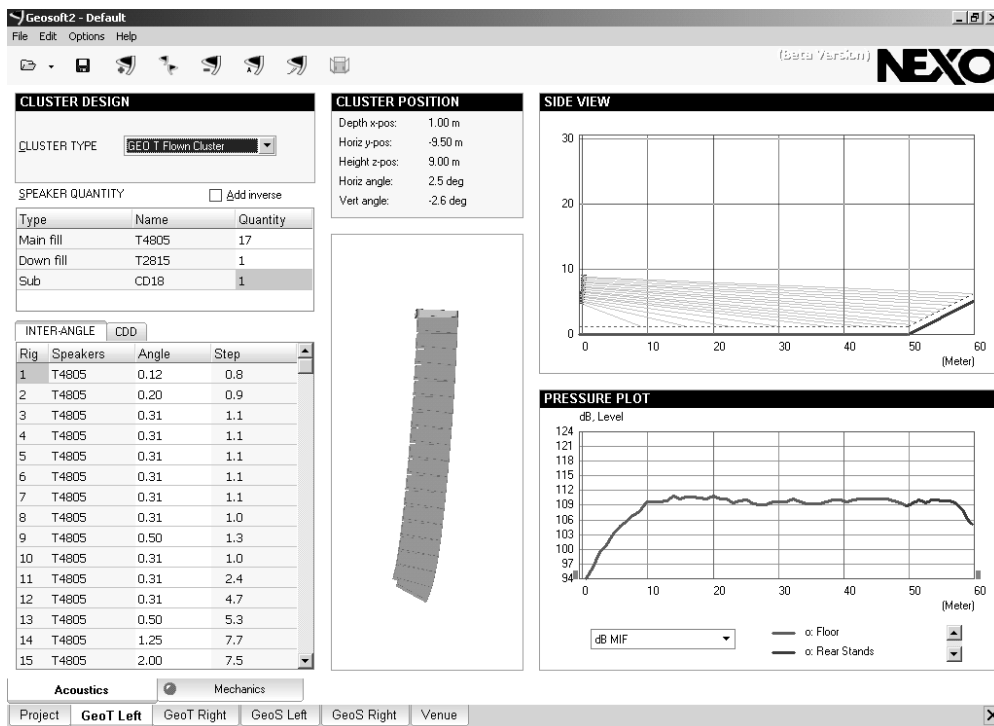 Geosoft2 - Default
File Edit Options Help
(Beta Version) NEXO
CLUSTER DESIGN
CLUSTER TYPE GEO T Flown Cluster
SPEAKER QUANTITY Add inverse
Type Name Quantity
Main fill T4805 17
Down fill T2815 1
Sub CD18 1
INTER-ANGLE CDD
Rig Speakers Angle Step
1 T4805 0.12 0.8
2 T4805 0.20 0.9
3 T4805 0.31 1.1
4 T4805 0.31 1.1
5 T4805 0.31 1.1
6 T4805 0.31 1.1
7 T4805 0.31 1.1
8 T4805 0.31 1.0
9 T4805 0.50 1.3
10 T4805 0.31 1.0
11 T4805 0.31 2.4
12 T4805 0.31 4.7
13 T4805 0.50 5.3
14 T4805 1.25 7.7
15 T4805 2.00 7.5
CLUSTER POSITION
Depth x-pos: 1.00 m
Horiz y-pos: -9.50 m
Height z-pos: 9.00 m
Horiz angle: 2.5 deg
Vert angle: -2.6 deg
SIDE VIEW
30
20
10
0
0 10 20 30 40 50 60
(Meter)
PRESSURE PLOT
dB, Level
124
121
118
115
112
109
106
103
100
97
94
0 10 20 30 40 50 60
(Meter)
dB MIF
o: Floor
o: Rear Stands
Acoustics Mechanics
Project GeoT Left GeoT Right GeoS Left GeoS Right Venue